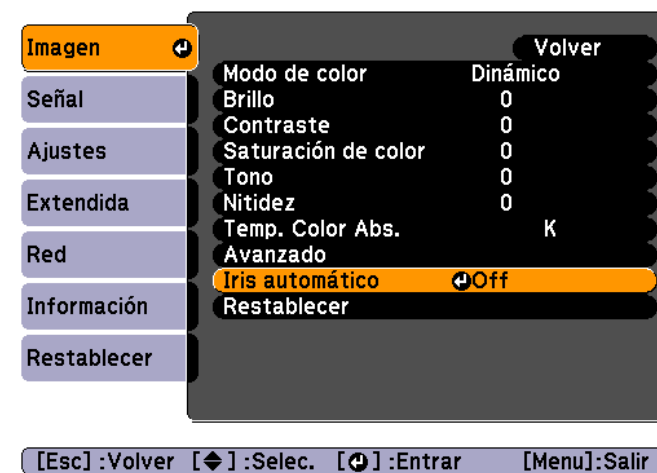 Imagen
Señal
Ajustes
Extendida
Red
Información
Restablecer
Volver
Modo de color Dinámico
Brillo 0
Contraste 0
Saturación de color 0
Tono 0
Nitidez 0
Temp. Color Abs. K
Avanzado
Iris automático Off
Restablecer
[Esc] :Volver [ ] :Selec. [ ] :Entrar [Menu]:Salir